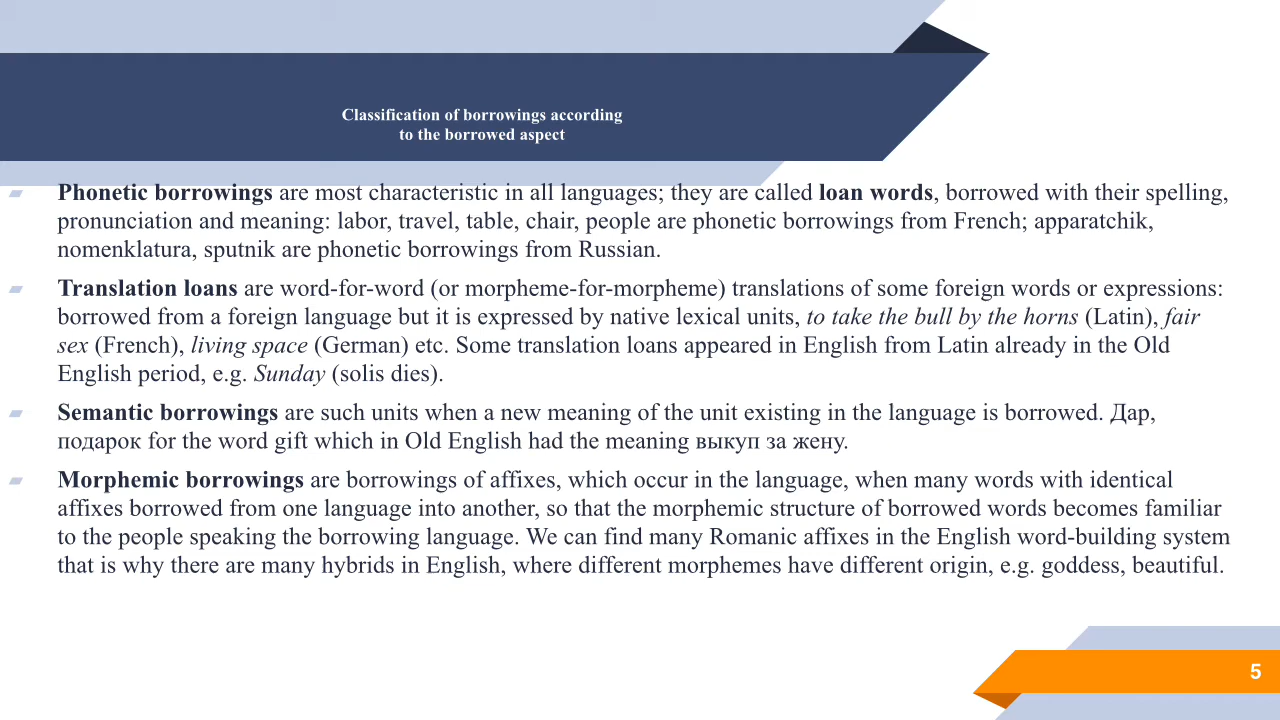 Classification of borrowings according
to the borrowed aspect
Phonetic borrowings are most characteristic in all languages; they are called loan words, borrowed with their spelling,
pronunciation and meaning: labor, travel, table, chair, people are phonetic borrowings from French; apparatchik,
nomenklatura, sputnik are phonetic borrowings from Russian.
Translation loans are word-for-word (or morpheme-for-morpheme) translations of some foreign words or expressions:
borrowed from a foreign language but it is expressed by native lexical units, to take the bull by the horns (Latin), fair
sex (French), living space (German) etc. Some translation loans appeared in English from Latin already in the Old
English period, e.g. Sunday (solis dies).
Semantic borrowings are such units when a new meaning of the unit existing in the language is borrowed. Дар,
подарок for the word gift which in Old English had the meaning выкуп за жену.
Morphemic borrowings are borrowings of affixes, which occur in the language, when many words with identical
affixes borrowed from one language into another, so that the morphemic structure of borrowed words becomes familiar
to the people speaking the borrowing language. We can find many Romanic affixes in the English word-building system
that is why there are many hybrids in English, where different morphemes have different origin, e.g. goddess, beautiful.
5